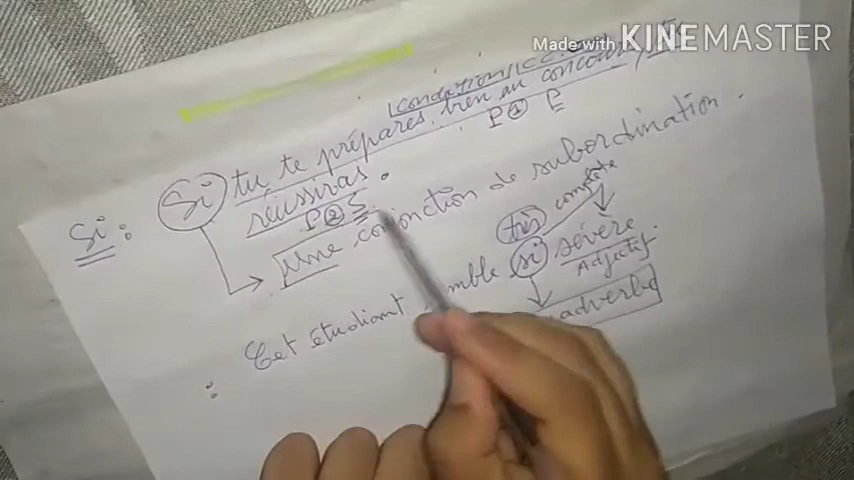 Made with KINEMASTER
Condition
Si : Si tu te prépares bien au concours, tu
P① P
réussiras.
P② S
Une conjonction de subordination.
très complète
Cet étudiant semble si sévère
Adjectif
adverbe
: